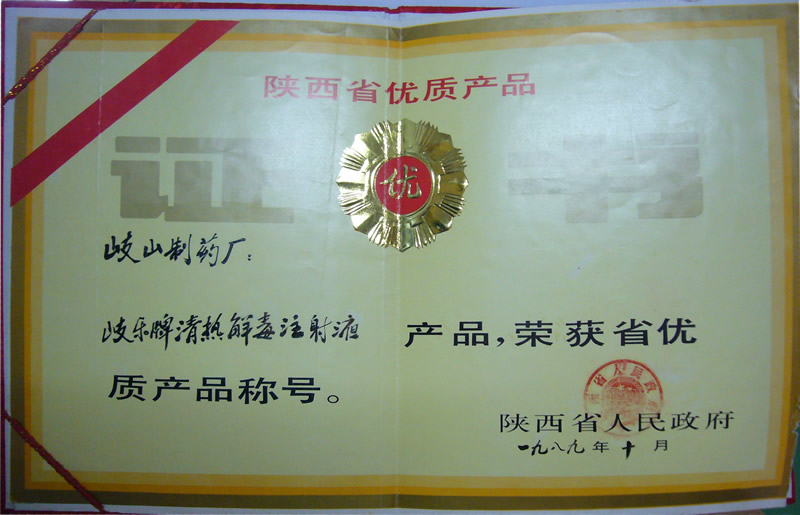 陕西省优质产品
证书
优
岐山制药厂：
岐乐牌清热解毒注射液 产品，荣获省优
质产品称号。
陕西省人民政府
一九八九年十月